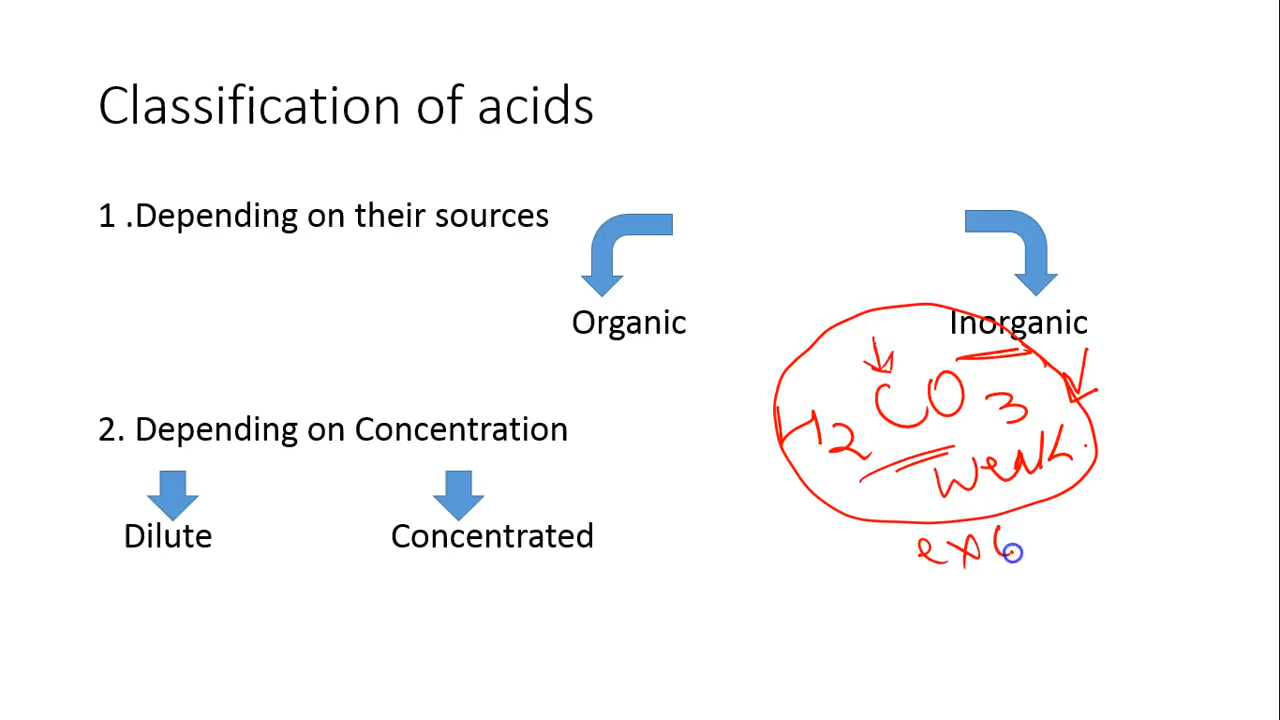 Classification of acids
1 .Depending on their sources
Organic
Inorganic
H2CO3
weak.
2. Depending on Concentration
Dilute
Concentrated